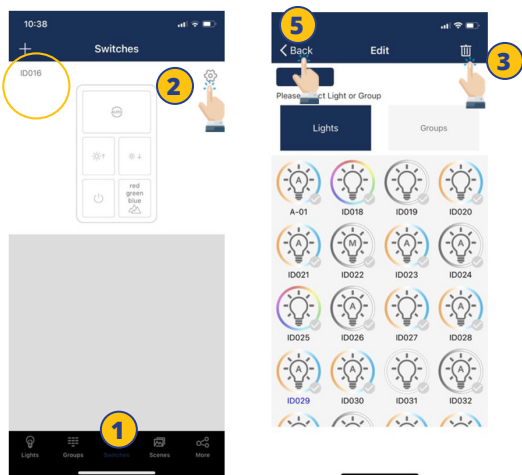 10:38
Switches
ID016
2
red
green
blue
1
Lights
Groups
Switches
Scenes
More
5
Back
Edit
3
Please
ct Light or Group
Lights
Groups
A
A
A-01
ID018
ID019
ID020
A
M
A
A
ID021
ID022
ID023
ID024
A
A
ID025
ID026
ID027
ID028
A
A
A
ID029
ID030
ID031
ID032